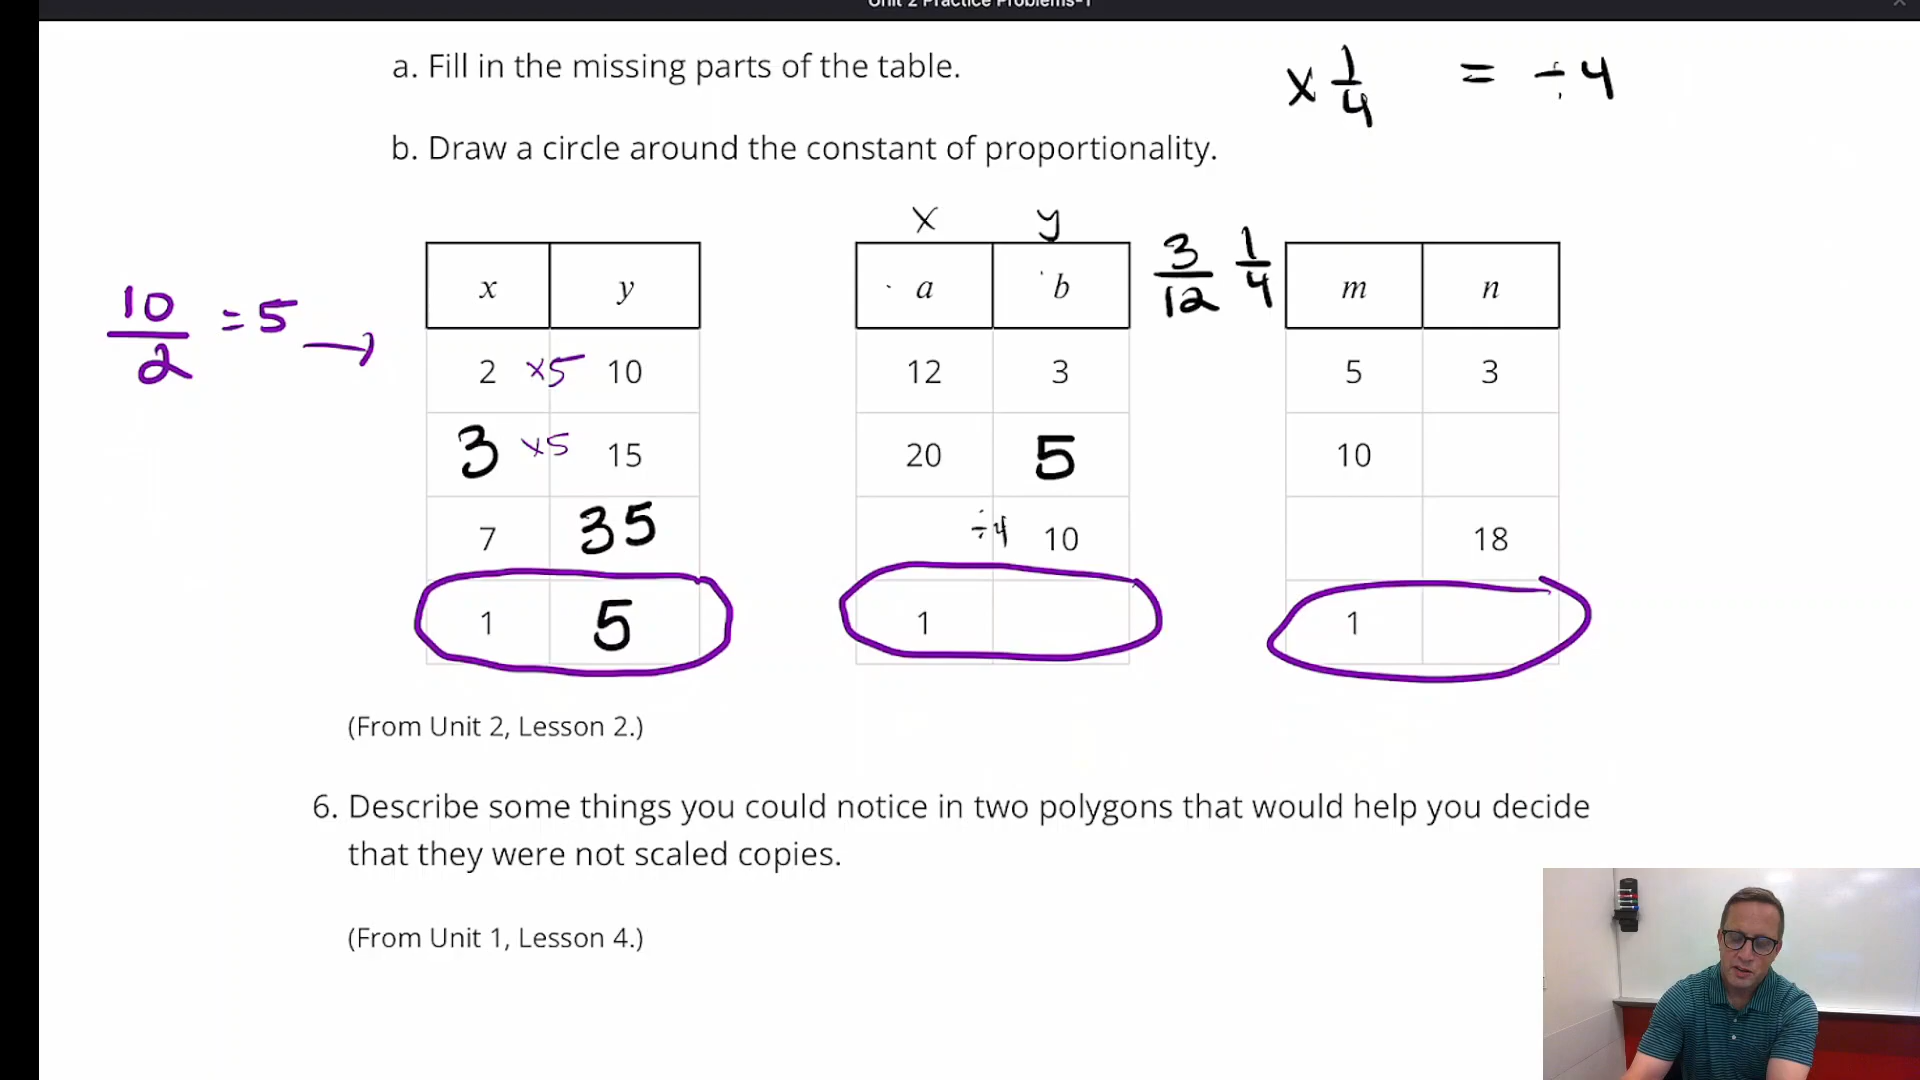 Unit 2 Practice Problems-1
a. Fill in the missing parts of the table.
x 1/4 = ÷4
b. Draw a circle around the constant of proportionality.
10/2 = 5 →
x y
2 x5 10
3 x5 15
7 35
1 5
x y
a b
12 3
20 5
÷4 10
1
3/12 1/4
m n
5 3
10
18
1
(From Unit 2, Lesson 2.)
6. Describe some things you could notice in two polygons that would help you decide
that they were not scaled copies.
(From Unit 1, Lesson 4.)